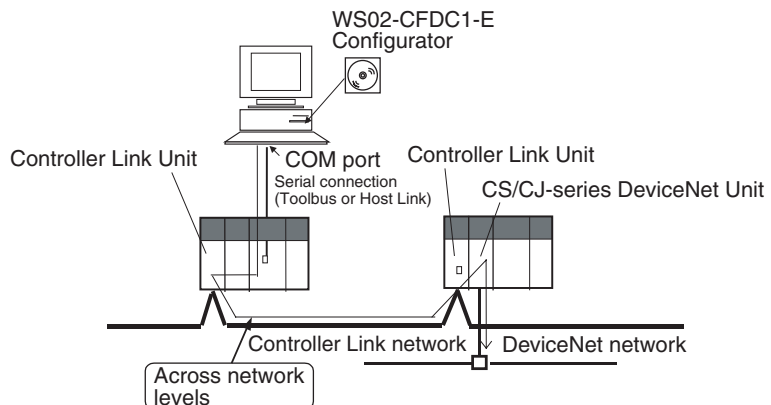 WS02-CFDC1-E
Configurator
Controller Link Unit
COM port
Serial connection
(Toolbus or Host Link)
Controller Link Unit
CS/CJ-series DeviceNet Unit
Controller Link network
DeviceNet network
Across network
levels